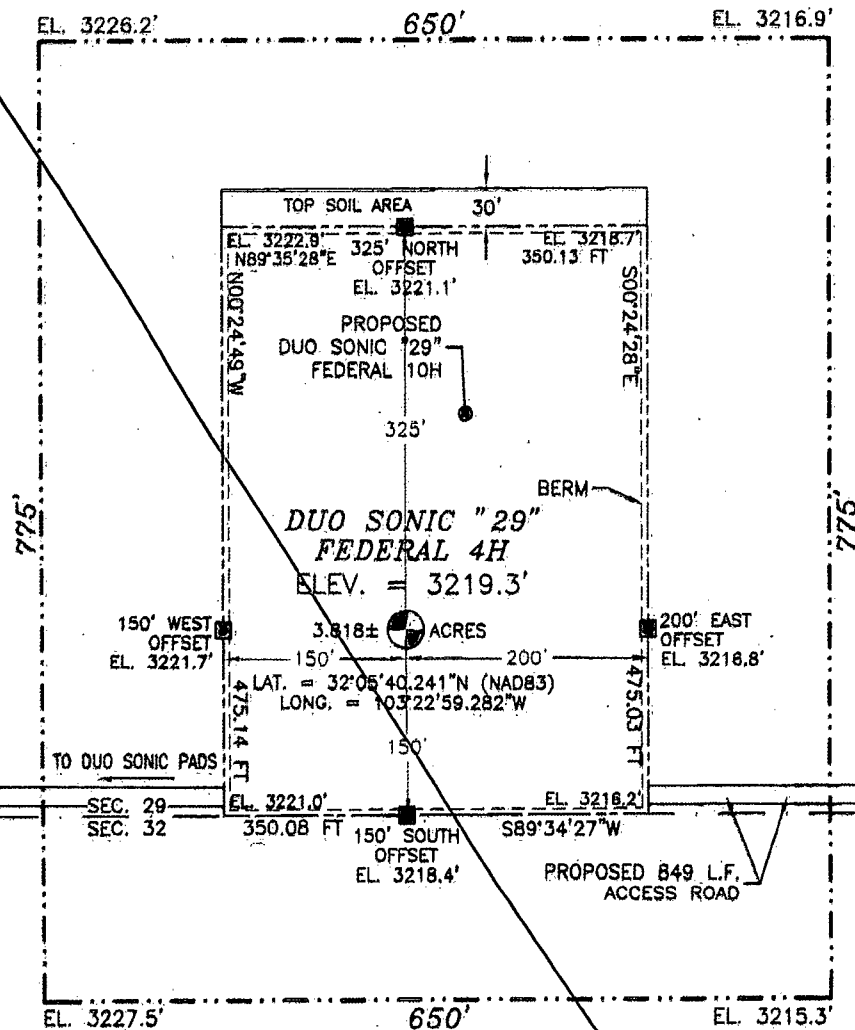 EL. 3226.2' 650' EL. 3216.9'
TOP SOIL AREA 30'
EL. 3222.9' 325' NORTH EL. 3218.7'
N89°35'28"E OFFSET 350.13 FT
EL. 3221.1'
N00°24'49"W
S00°24'28"E
PROPOSED
DUO SONIC "29"
FEDERAL 10H
325'
BERM
775'
775'
DUO SONIC "29"
FEDERAL 4H
ELEV. = 3219.3'
150' WEST
OFFSET
EL. 3221.7'
3.818± ACRES
200' EAST
OFFSET
EL. 3218.8'
150' 200'
LAT. = 32°05'40.241"N (NAD83)
LONG. = 103°22'59.282"W
475.14 FT
475.03 FT
150'
TO DUO SONIC PADS
SEC. 29
SEC. 32
EL. 3221.0' EL. 3216.2'
350.08 FT 150' SOUTH S89°34'27"W
OFFSET
EL. 3218.4'
PROPOSED 849 L.F.
ACCESS ROAD
EL. 3227.5' 650' EL. 3215.3'